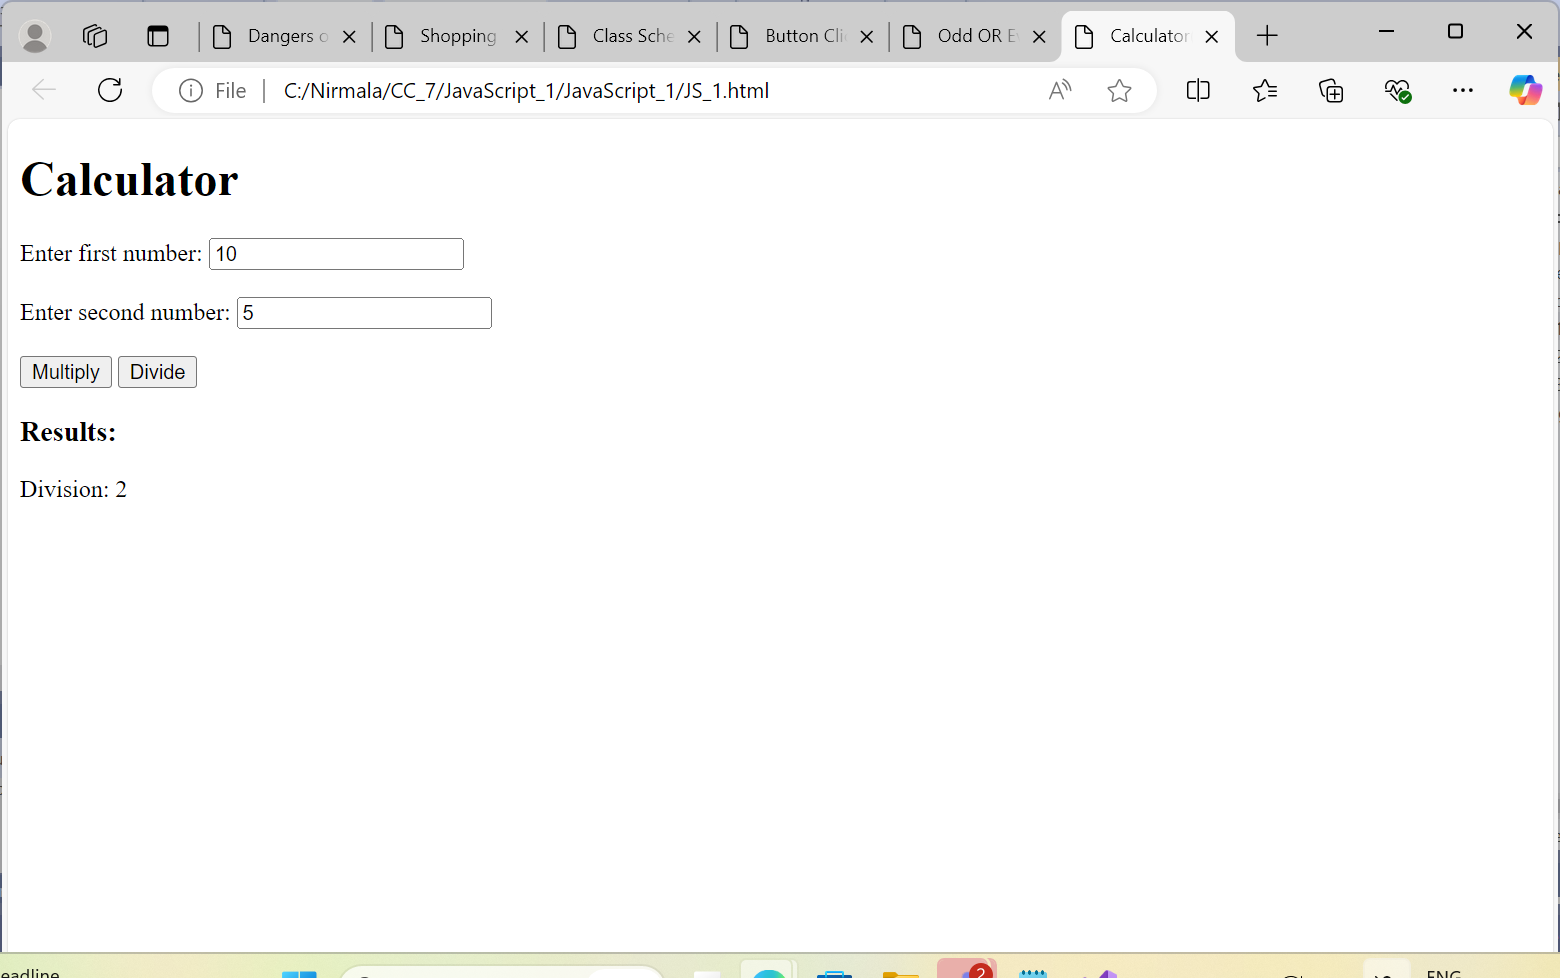 Dangers o
Shopping
Class Sche
Button Cli
Odd OR E
Calculator
File
C:/Nirmala/CC_7/JavaScript_1/JavaScript_1/JS_1.html
Calculator
Enter first number: 10
Enter second number: 5
Multiply Divide
Results:
Division: 2
eadline
2
ENG